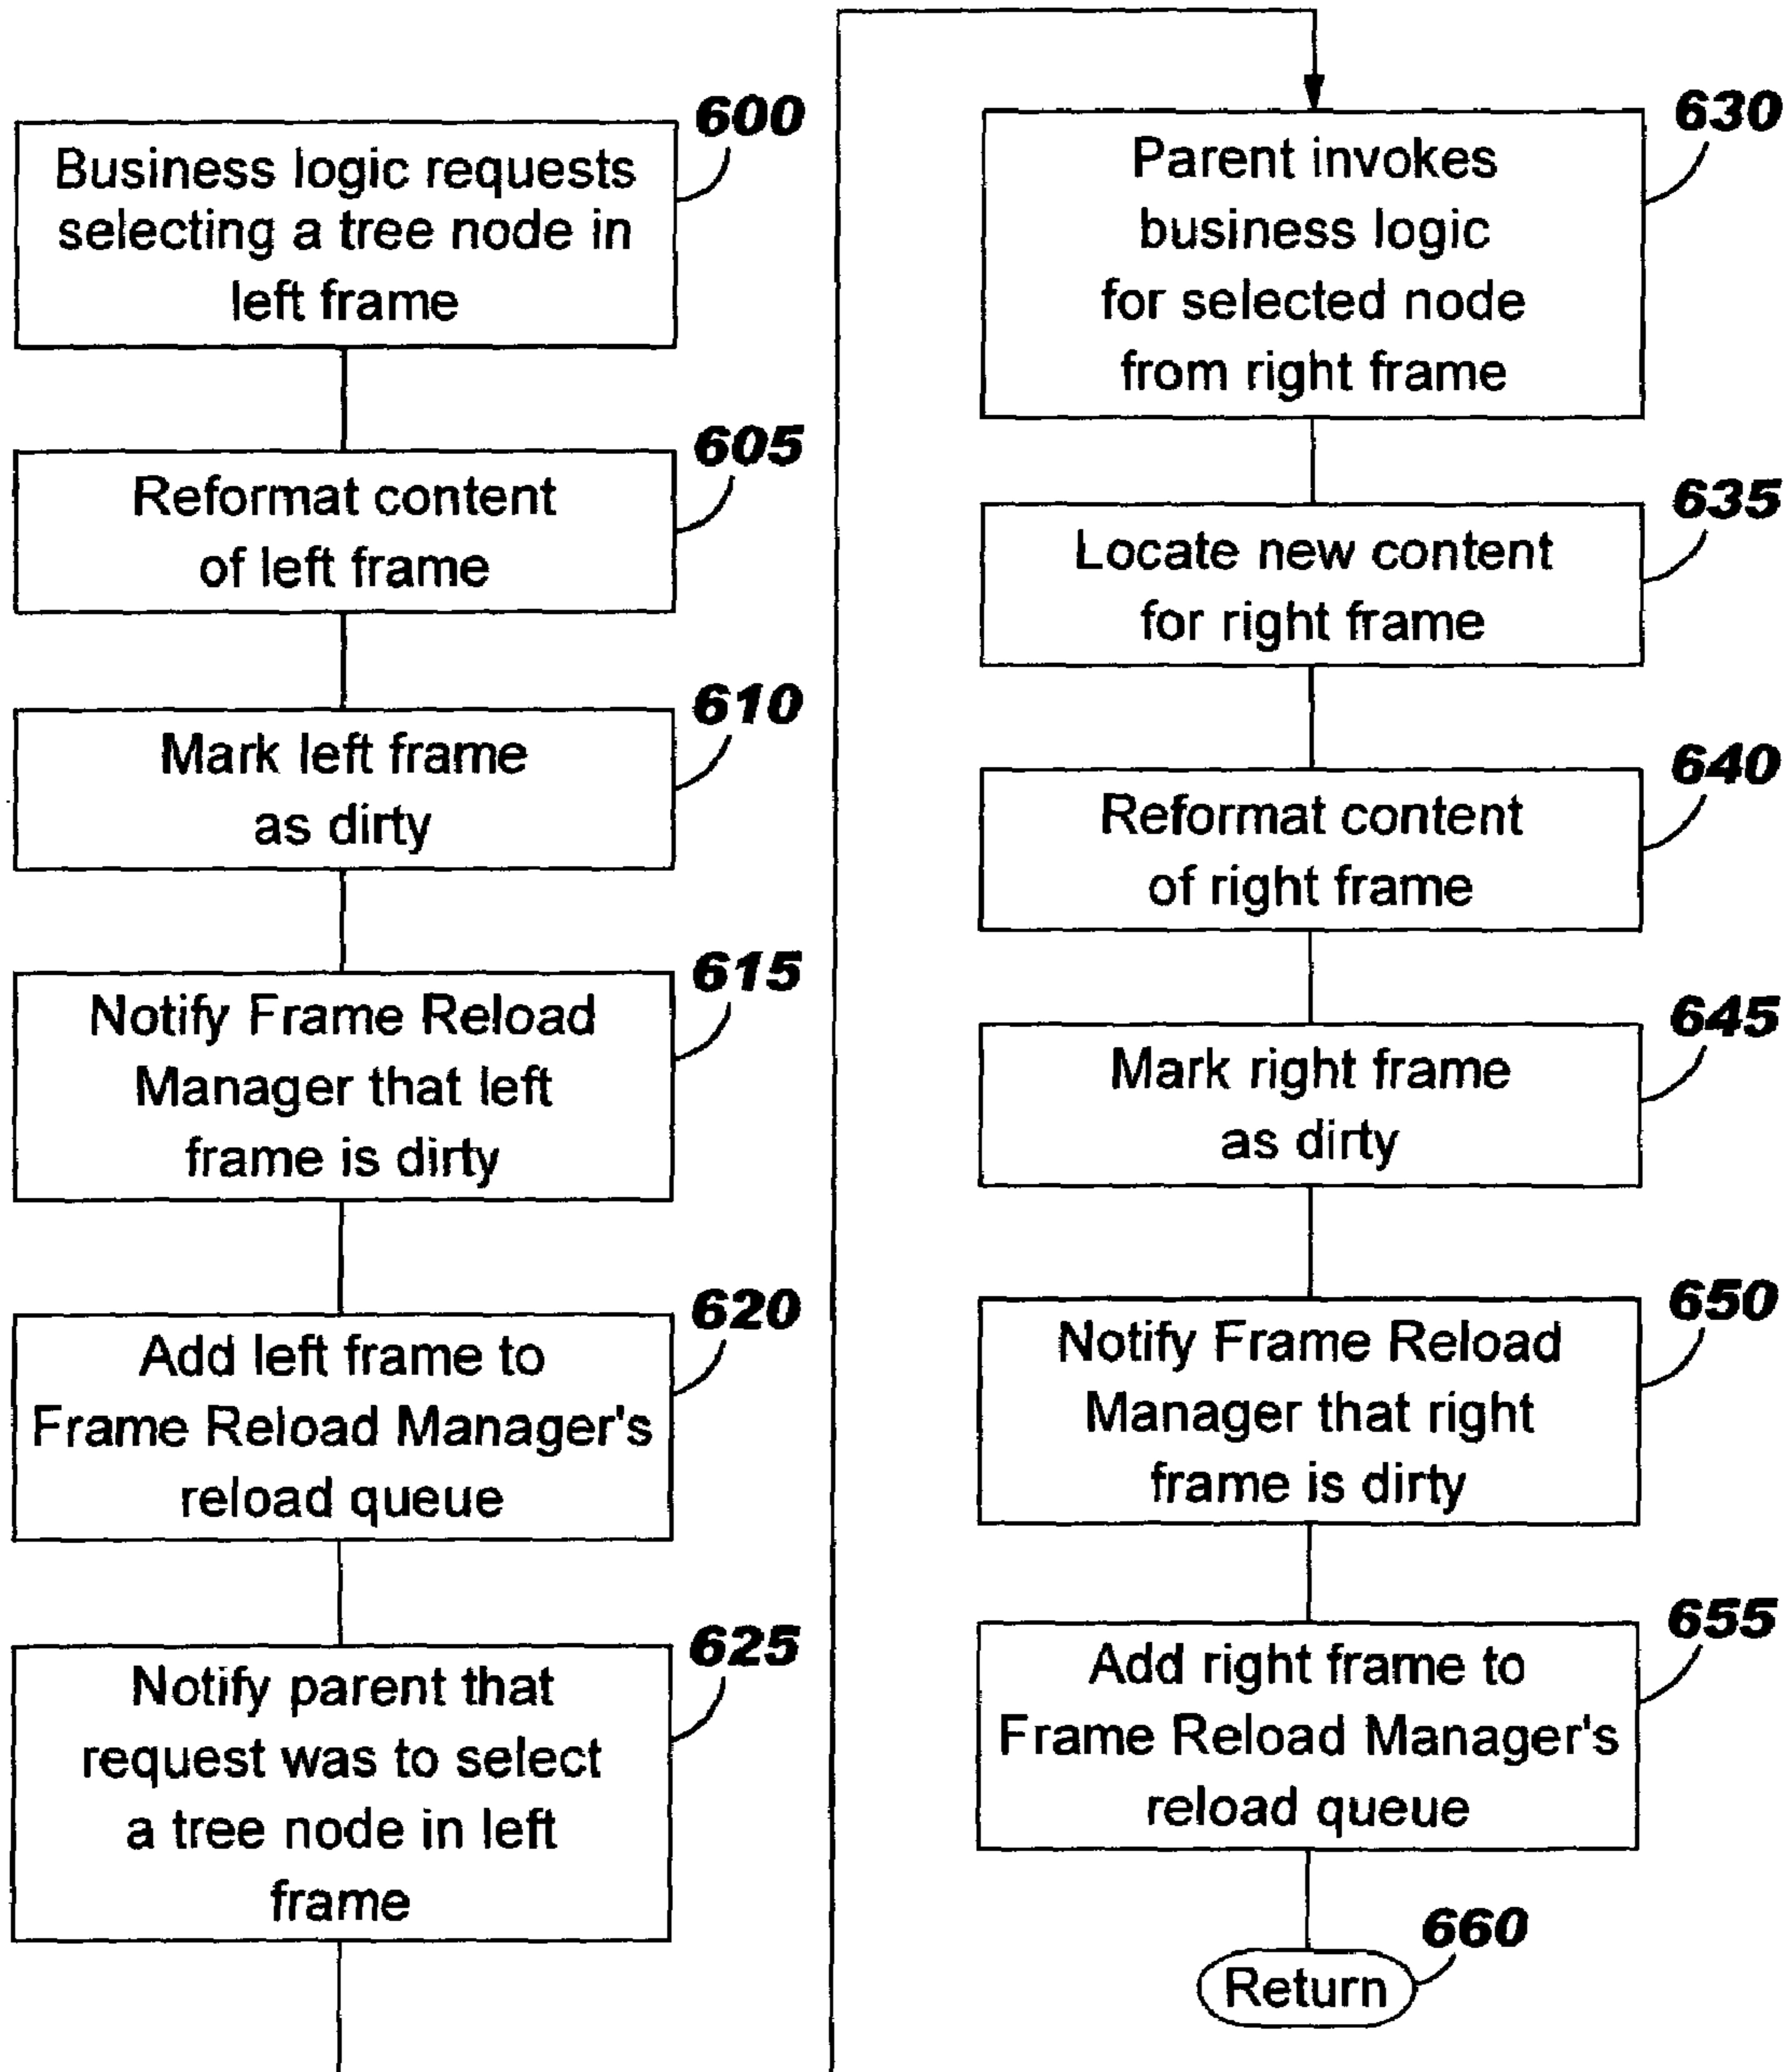 600
Business logic requests
selecting a tree node in
left frame
605
Reformat content
of left frame
610
Mark left frame
as dirty
615
Notify Frame Reload
Manager that left
frame is dirty
620
Add left frame to
Frame Reload Manager's
reload queue
625
Notify parent that
request was to select
a tree node in left
frame
630
Parent invokes
business logic
for selected node
from right frame
635
Locate new content
for right frame
640
Reformat content
of right frame
645
Mark right frame
as dirty
650
Notify Frame Reload
Manager that right
frame is dirty
655
Add right frame to
Frame Reload Manager's
reload queue
660
Return